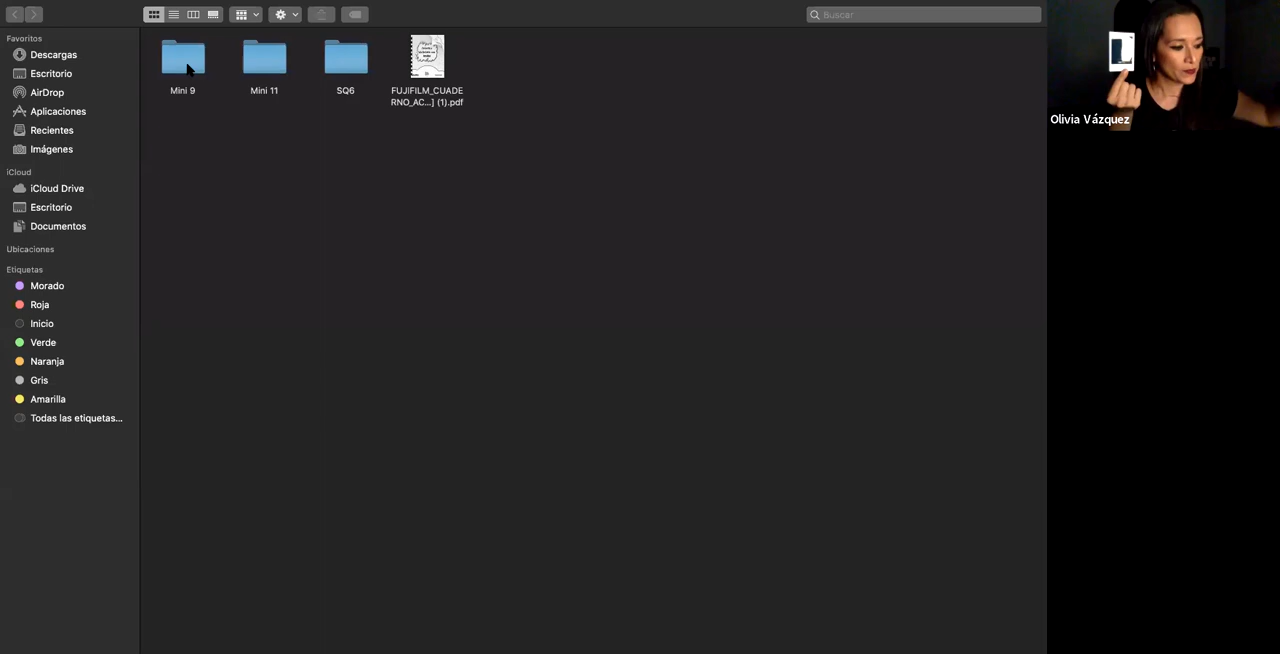 Buscar
Favoritos
Descargas
Escritorio
AirDrop
Aplicaciones
Recientes
Imágenes
iCloud
iCloud Drive
Escritorio
Documentos
Ubicaciones
Etiquetas
Morado
Roja
Inicio
Verde
Naranja
Gris
Amarilla
Todas las etiquetas...
Mini 9
Mini 11
SQ6
FUJIFILM_CUADE
RNO_AC...] (1).pdf
Olivia Vázquez